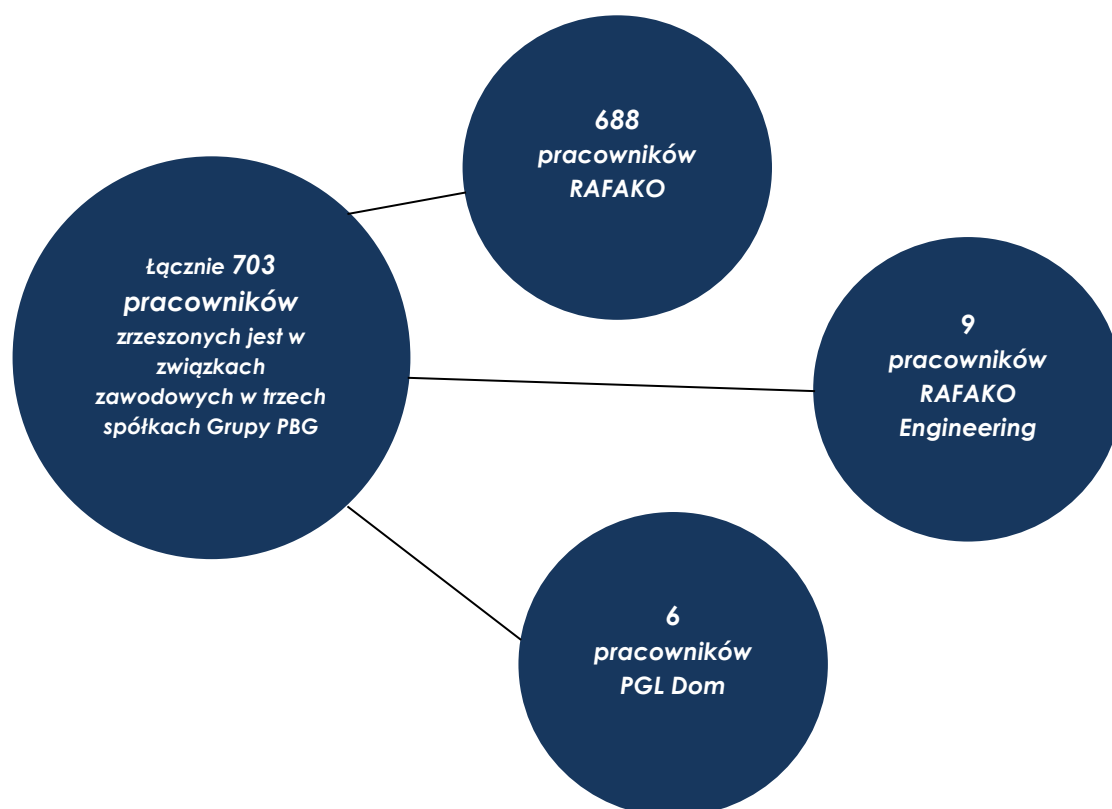 688
pracowników
RAFAKO
Łącznie 703
pracowników
zrzeszonych jest w
związkach
zawodowych w trzech
spółkach Grupy PBG
9
pracowników
RAFAKO
Engineering
6
pracowników
PGL Dom